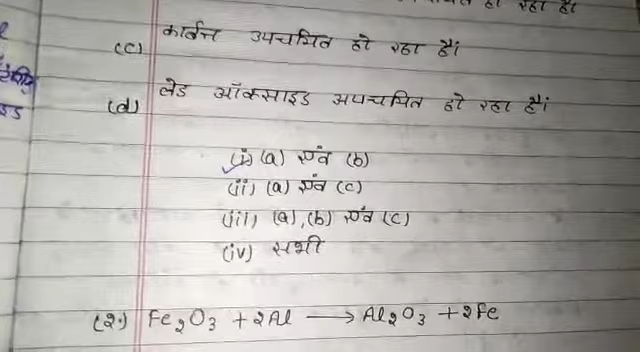 हो रहा है।
(c) कार्बन उपचयित हो रहा है।
(d) लेड ऑक्साइड अपचयित हो रहा है।
(i) (a) एवं (b)
(ii) (a) एवं (c)
(iii) (a), (b) एवं (c)
(iv) सभी
(2.) Fe₂O₃ + 2Al ⟶ Al₂O₃ + 2Fe